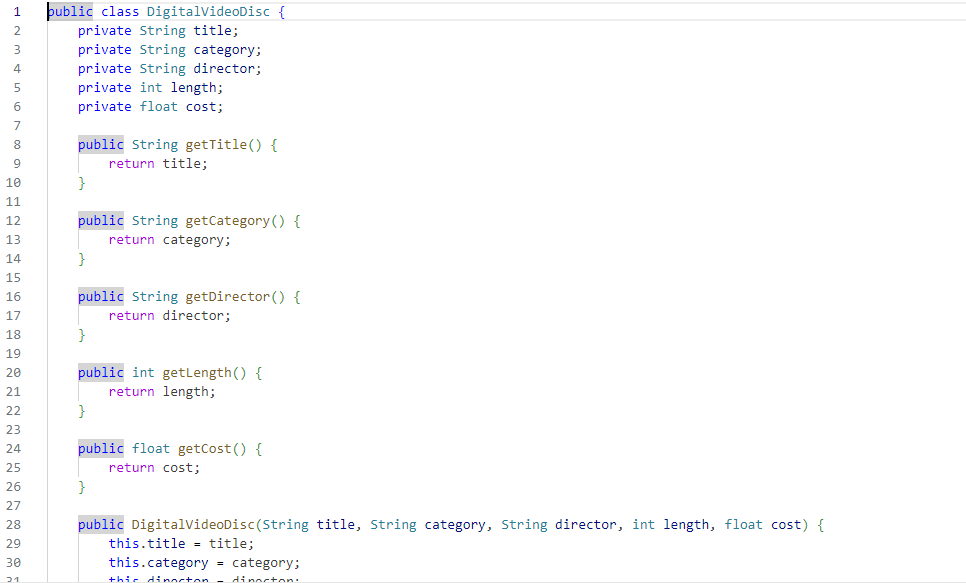 1 public class DigitalVideoDisc {
2 private String title;
3 private String category;
4 private String director;
5 private int length;
6 private float cost;
7
8 public String getTitle() {
9 return title;
10 }
11
12 public String getCategory() {
13 return category;
14 }
15
16 public String getDirector() {
17 return director;
18 }
19
20 public int getLength() {
21 return length;
22 }
23
24 public float getCost() {
25 return cost;
26 }
27
28 public DigitalVideoDisc(String title, String category, String director, int length, float cost) {
29 this.title = title;
30 this.category = category;
31 this.director = director;